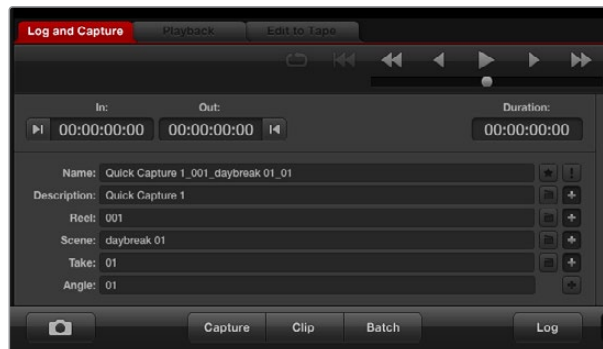 Log and Capture Playback Edit to Tape
In: Out: Duration:
00:00:00:00 00:00:00:00 00:00:00:00
Name: Quick Capture 1_001_daybreak 01_01
Description: Quick Capture 1
Reel: 001
Scene: daybreak 01
Take: 01
Angle: 01
Capture Clip Batch Log